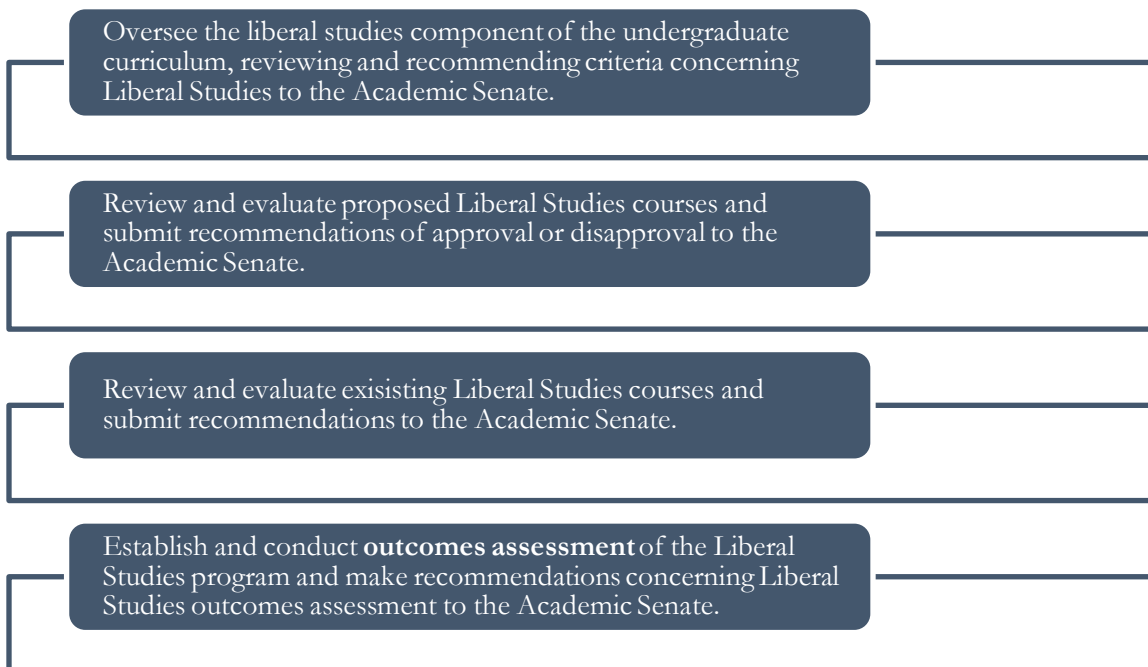 Oversee the liberal studies component of the undergraduate
curriculum, reviewing and recommending criteria concerning
Liberal Studies to the Academic Senate.
Review and evaluate proposed Liberal Studies courses and
submit recommendations of approval or disapproval to the
Academic Senate.
Review and evaluate exisisting Liberal Studies courses and
submit recommendations to the Academic Senate.
Establish and conduct outcomes assessment of the Liberal
Studies program and make recommendations concerning Liberal
Studies outcomes assessment to the Academic Senate.